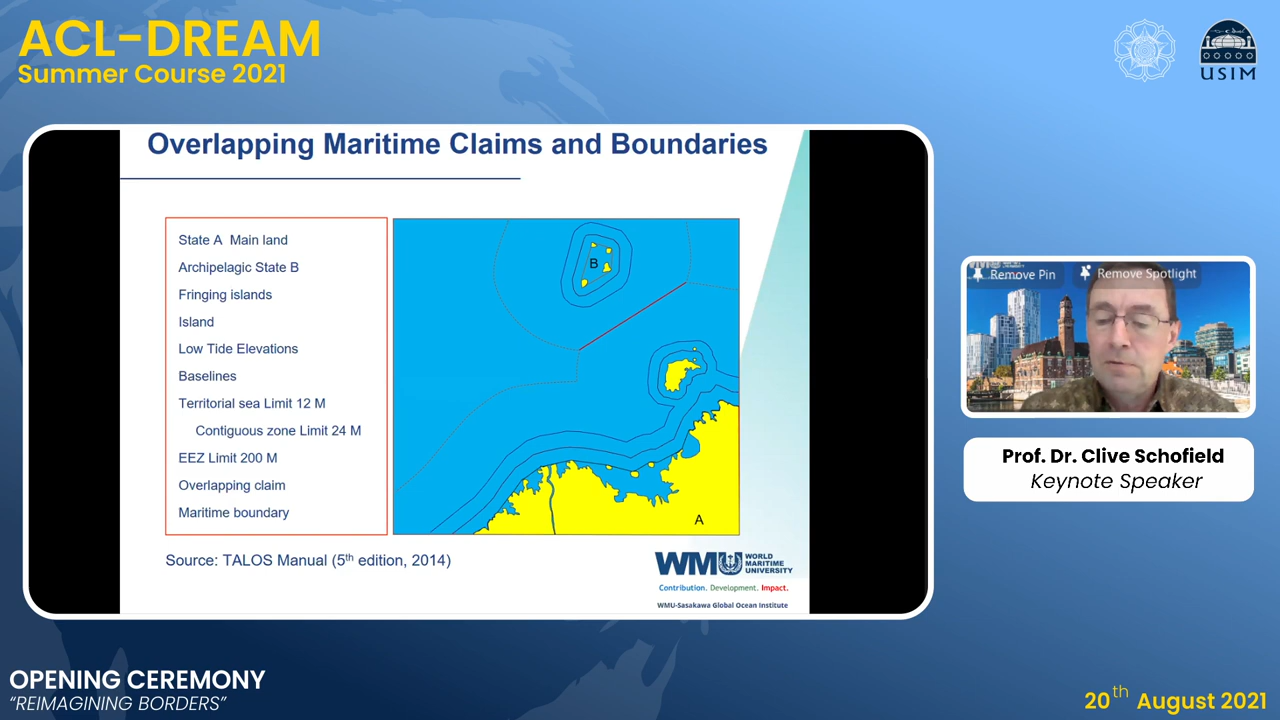 ACL-DREAM
Summer Course 2021
USIM
Overlapping Maritime Claims and Boundaries
State A Main land
Archipelagic State B
Fringing islands
Island
Low Tide Elevations
Baselines
Territorial sea Limit 12 M
Contiguous zone Limit 24 M
EEZ Limit 200 M
Overlapping claim
Maritime boundary
B
A
Source: TALOS Manual (5th edition, 2014)
WMU WORLD
MARITIME
UNIVERSITY
Contribution. Development. Impact.
WMU-Sasakawa Global Ocean Institute
Remove Pin
Remove Spotlight
Prof. Dr. Clive Schofield
Keynote Speaker
OPENING CEREMONY
“REIMAGINING BORDERS”
20th August 2021